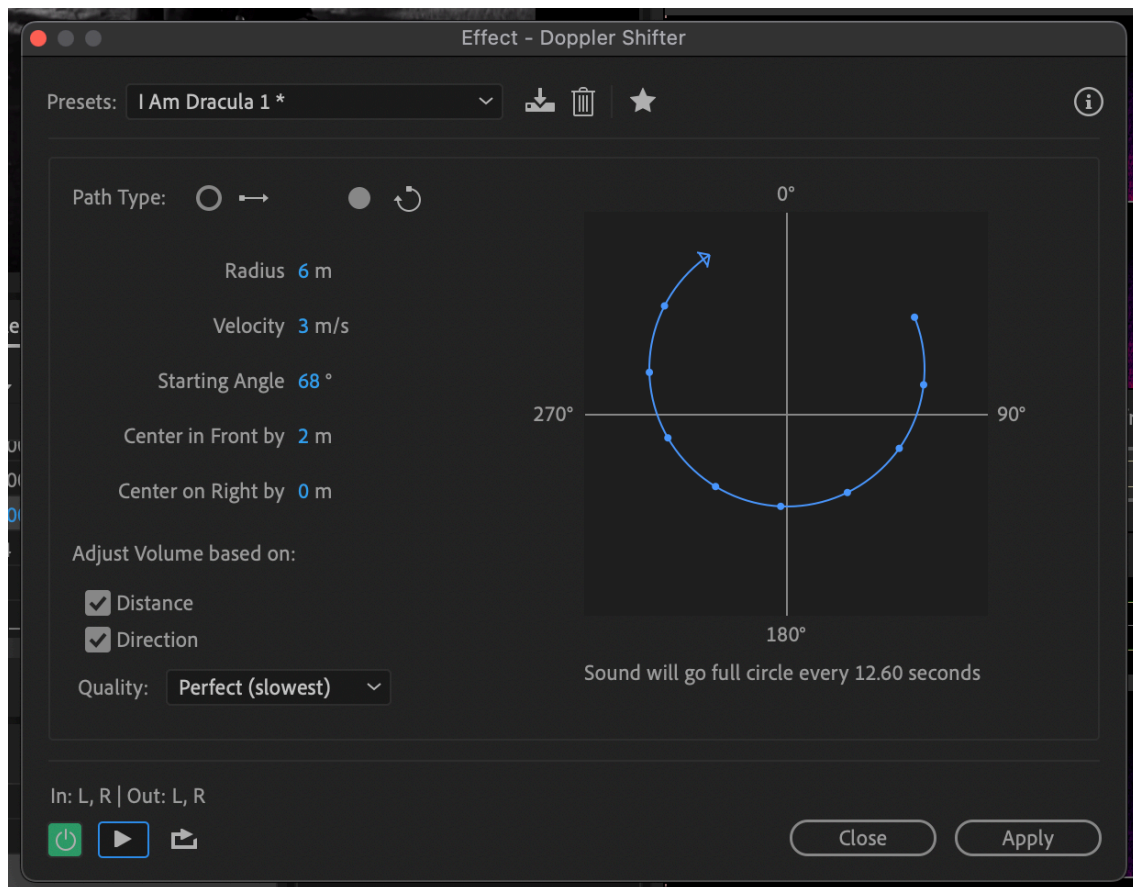 Effect - Doppler Shifter
Presets: I Am Dracula 1 *
Path Type:
Radius 6 m
Velocity 3 m/s
Starting Angle 68 °
Center in Front by 2 m
Center on Right by 0 m
Adjust Volume based on:
Distance
Direction
Quality: Perfect (slowest)
0°
270°
90°
180°
Sound will go full circle every 12.60 seconds
In: L, R | Out: L, R
Close
Apply